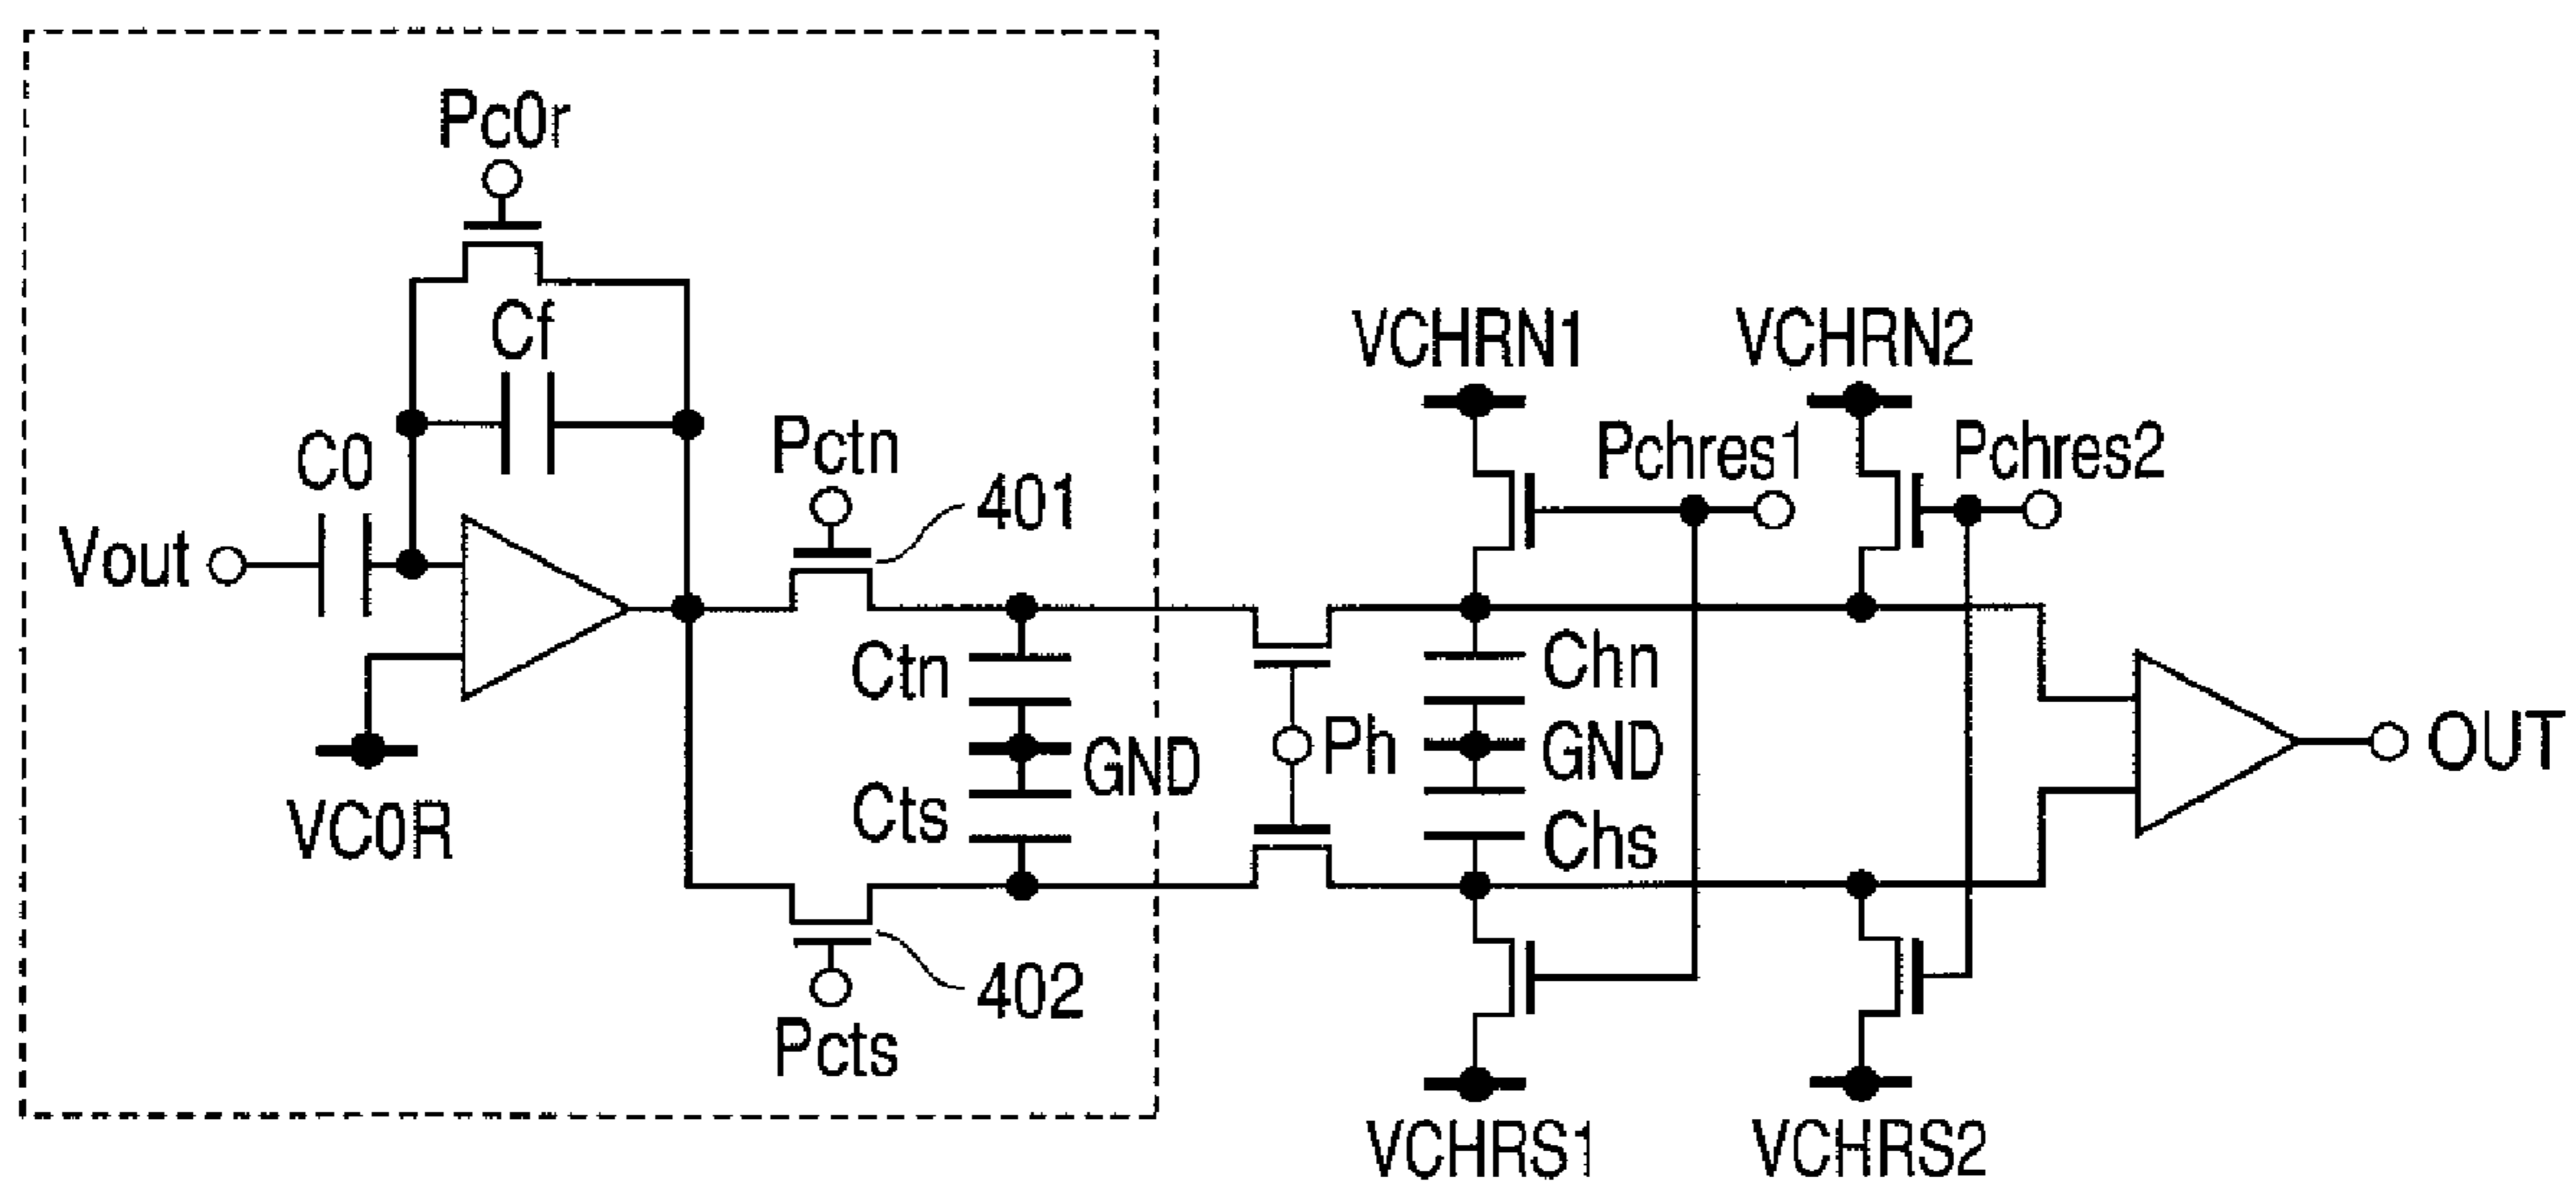 Pc0r
Cf
VCHRN1
VCHRN2
C0
Pctn
401
Pchres1
Pchres2
Vout
Ctn
Chn
GND
Ph
GND
OUT
VC0R
Cts
Chs
402
Pcts
VCHRS1
VCHRS2